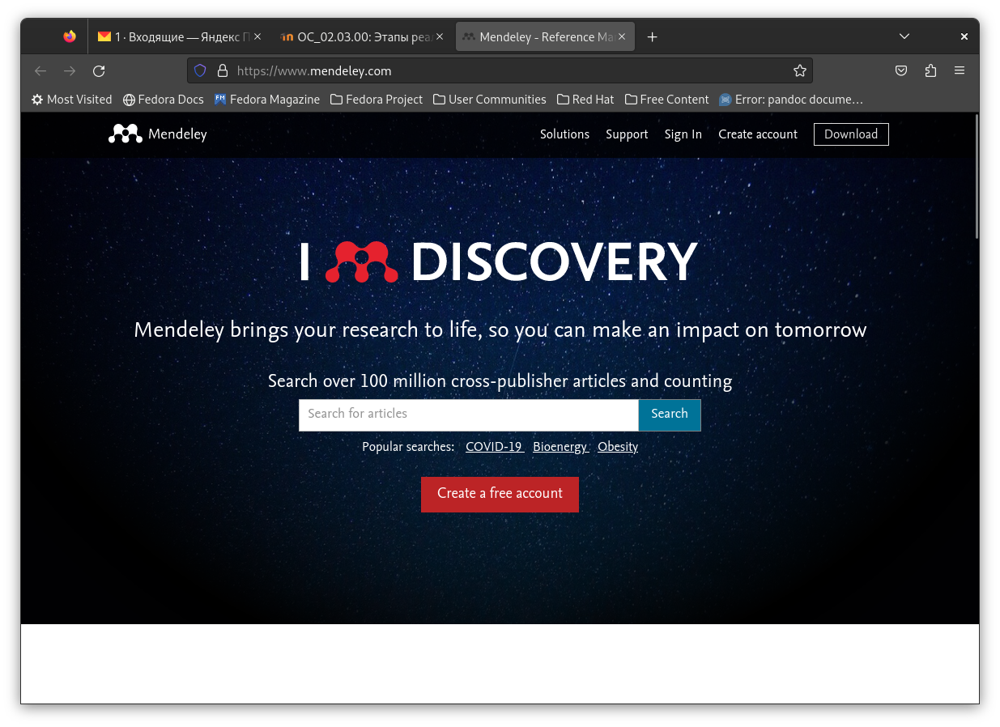 1 · Входящие — Яндекс П
ОС_02.03.00: Этапы реа
Mendeley - Reference Ma
https://www.mendeley.com
Most Visited Fedora Docs Fedora Magazine Fedora Project User Communities Red Hat Free Content Error: pandoc docume…
Mendeley Solutions Support Sign In Create account Download
I DISCOVERY
Mendeley brings your research to life, so you can make an impact on tomorrow
Search over 100 million cross-publisher articles and counting
Search for articles Search
Popular searches: COVID-19 Bioenergy Obesity
Create a free account